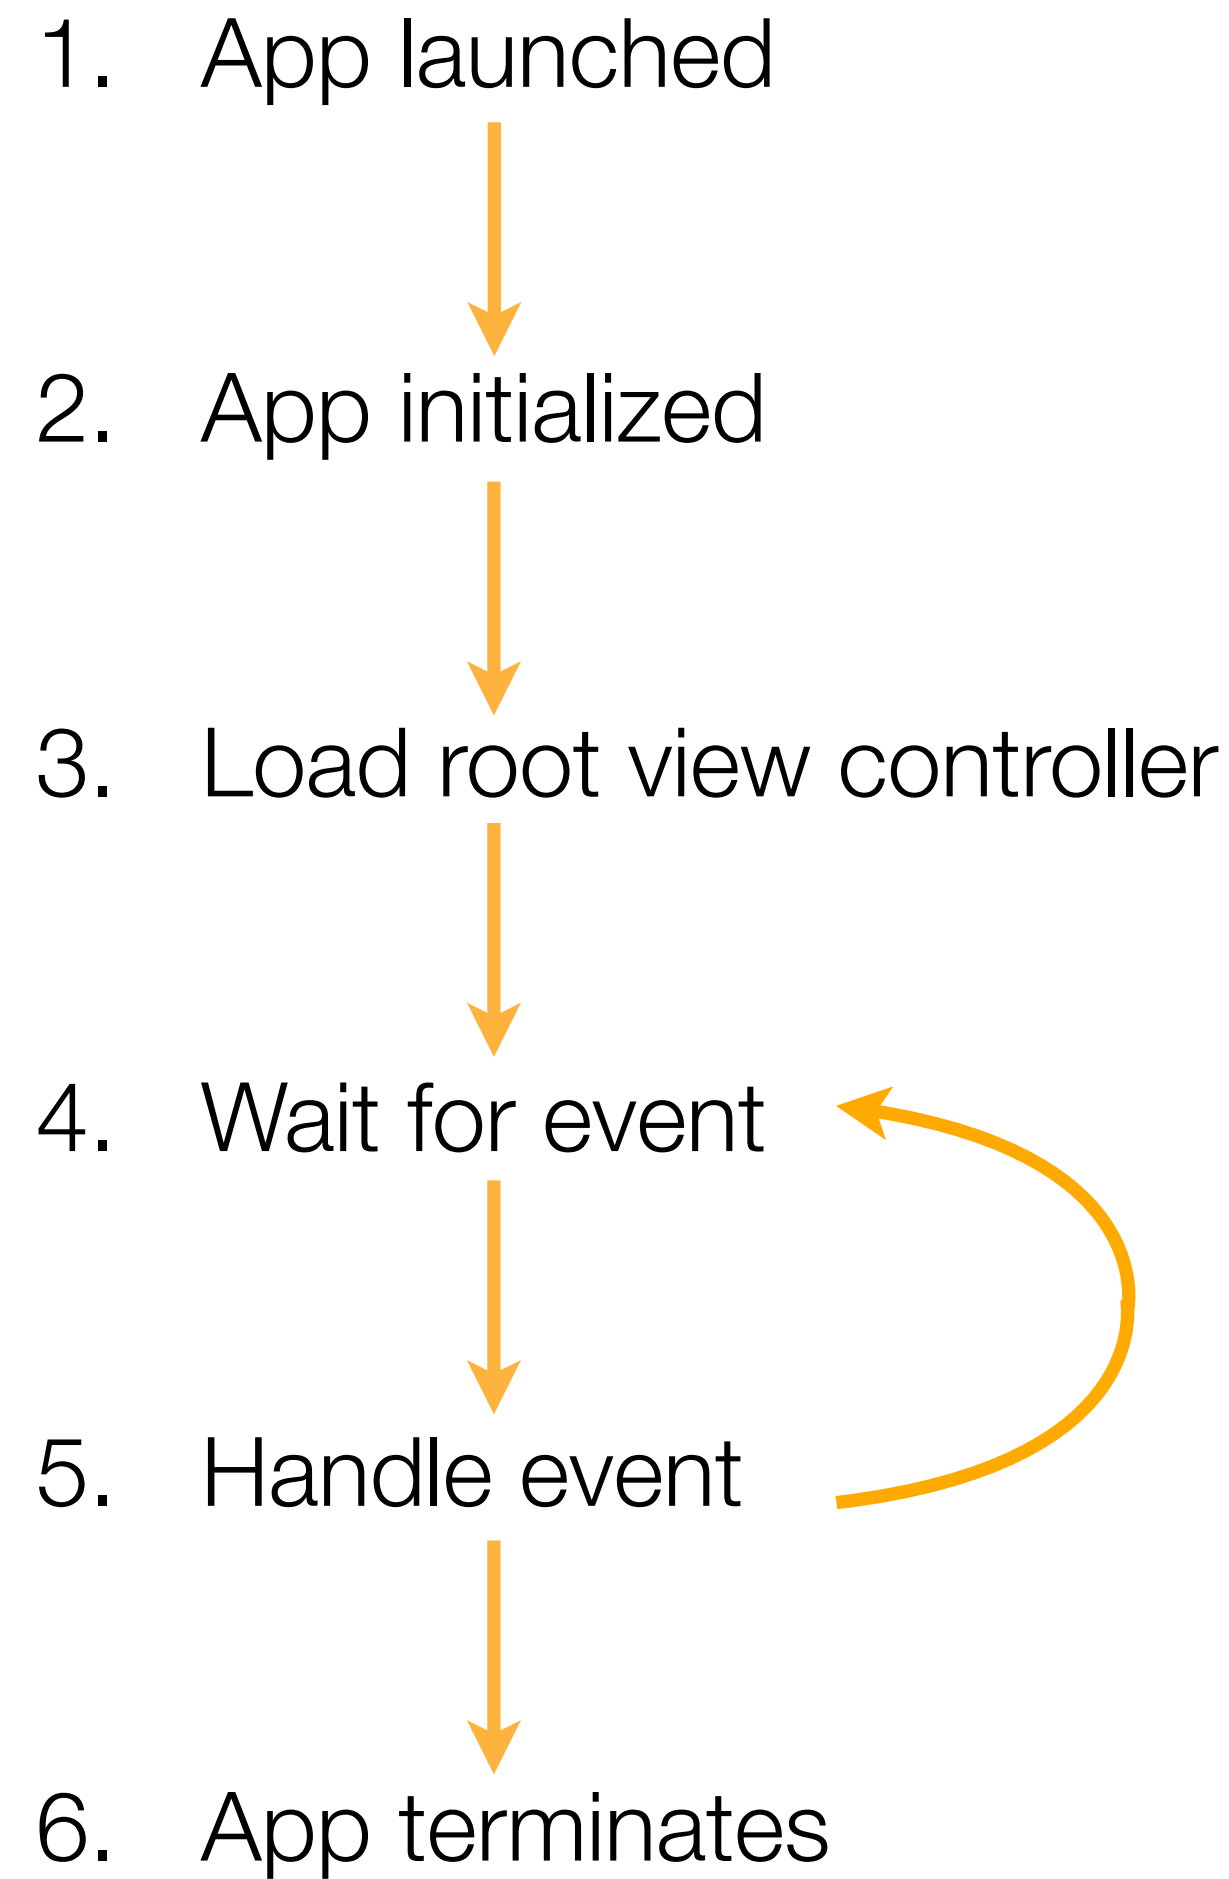 1. App launched
2. App initialized
3. Load root view controller
4. Wait for event
5. Handle event
6. App terminates